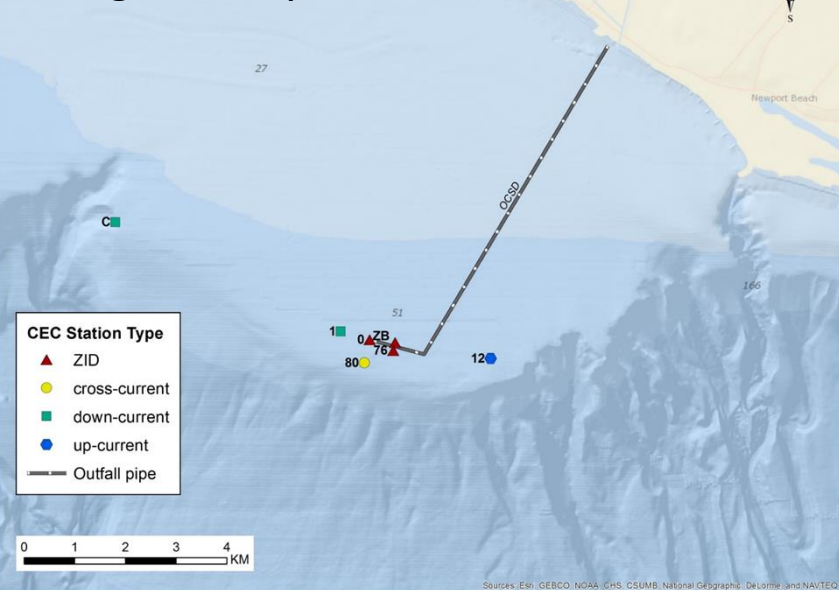 S
27
Newport Beach
OCSD
C
166
51
1
0
ZB
76
80
12
CEC Station Type
ZID
cross-current
down-current
up-current
Outfall pipe
0 1 2 3 4
KM
Sources: Esri, GEBCO, NOAA, CHS, CSUMB, National Geographic, DeLorme, and NAVTEQ